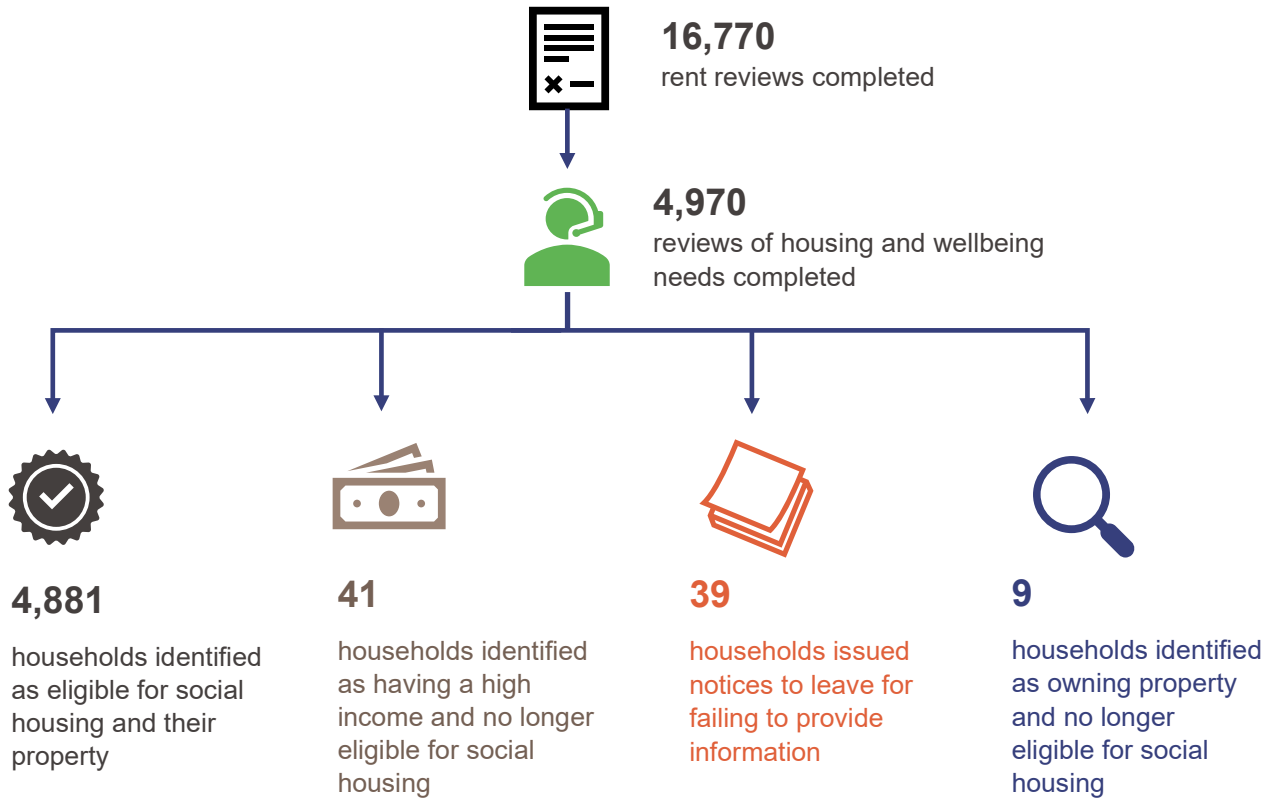 16,770
rent reviews completed
4,970
reviews of housing and wellbeing
needs completed
4,881
households identified
as eligible for social
housing and their
property
41
households identified
as having a high
income and no longer
eligible for social
housing
39
households issued
notices to leave for
failing to provide
information
9
households identified
as owning property
and no longer
eligible for social
housing